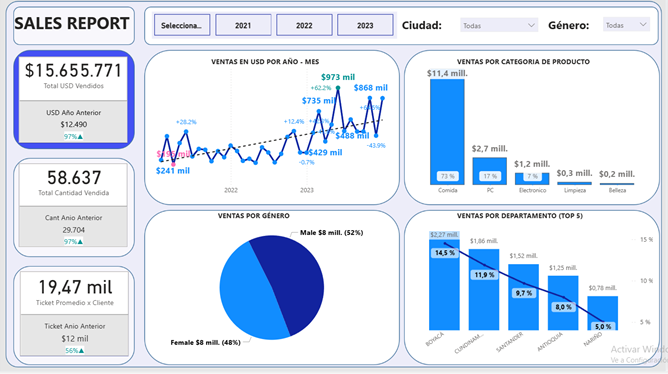 SALES REPORT
Selecciona...
2021
2022
2023
Ciudad:
Todas
Género:
Todas
$15.655.771
Total USD Vendidos
USD Año Anterior
$12.490
97%▲
58.637
Total Cantidad Vendida
Cant Anio Anterior
29.704
97%▲
19,47 mil
Ticket Promedio x Cliente
Ticket Anio Anterior
$12 mil
56%▲
VENTAS EN USD POR AÑO - MES
$973 mil
+62.2%
$868 mil
$735 mil
+28.2%
+12.4%
$488 mil
-43.9%
$429 mil
-0.7%
$241 mil
2022
2023
VENTAS POR CATEGORIA DE PRODUCTO
$11,4 mill.
$2,7 mill.
$1,2 mill.
$0,3 mill.
$0,2 mill.
73 %
17 %
7 %
Comida
PC
Electronico
Limpieza
Belleza
VENTAS POR GÉNERO
Male $8 mill. (52%)
Female $8 mill. (48%)
VENTAS POR DEPARTAMENTO (TOP 5)
$2,27 mill.
$1,86 mill.
$1,52 mill.
$1,25 mill.
$0,78 mill.
15 %
10 %
5 %
14,5 %
11,9 %
9,7 %
8,0 %
5,0 %
BOYACA
CUNDINAM...
SANTANDER
ANTIOQUIA
NARIÑO
Activar Windo
Ve a Configuració